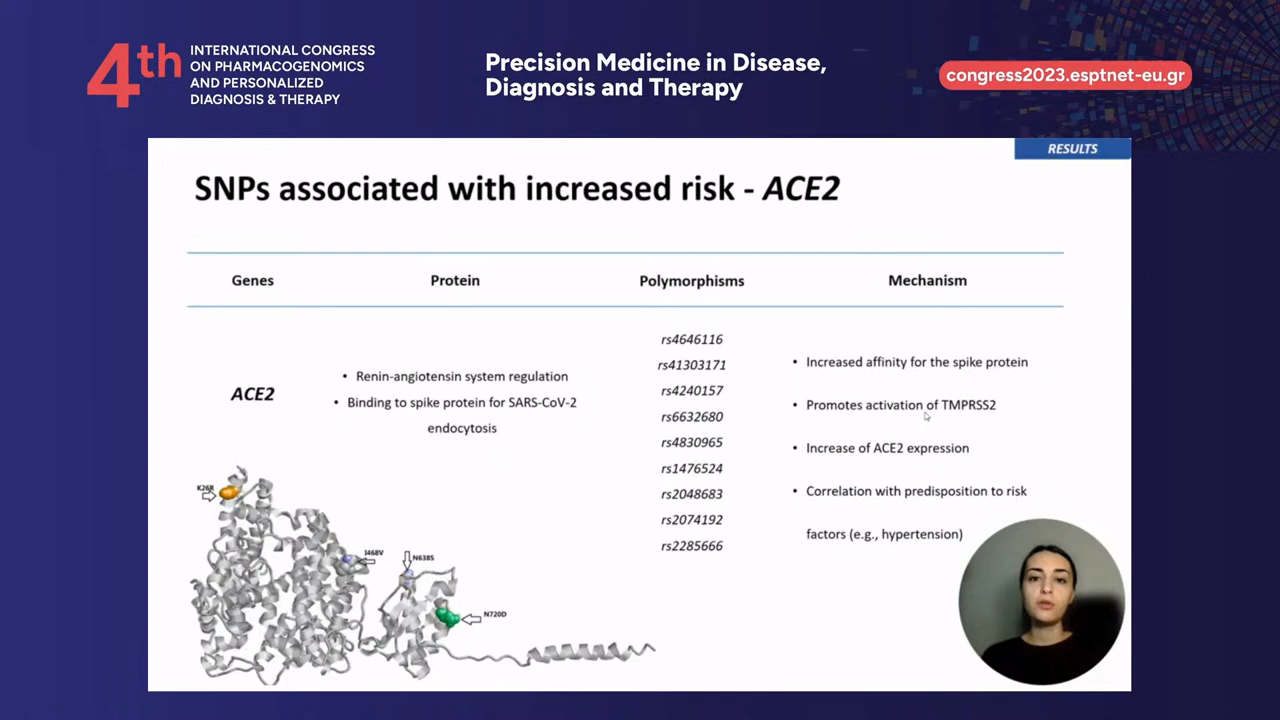 4th
INTERNATIONAL CONGRESS
ON PHARMACOGENOMICS
AND PERSONALIZED
DIAGNOSIS & THERAPY
Precision Medicine in Disease,
Diagnosis and Therapy
congress2023.esptnet-eu.gr
RESULTS
SNPs associated with increased risk - ACE2
Genes Protein Polymorphisms Mechanism
ACE2
• Renin-angiotensin system regulation
• Binding to spike protein for SARS-CoV-2
endocytosis
rs4646116
rs41303171
rs4240157
rs6632680
rs4830965
rs1476524
rs2048683
rs2074192
rs2285666
• Increased affinity for the spike protein
• Promotes activation of TMPRSS2
• Increase of ACE2 expression
• Correlation with predisposition to risk
factors (e.g., hypertension)
K26R
I468V
N638S
N720D